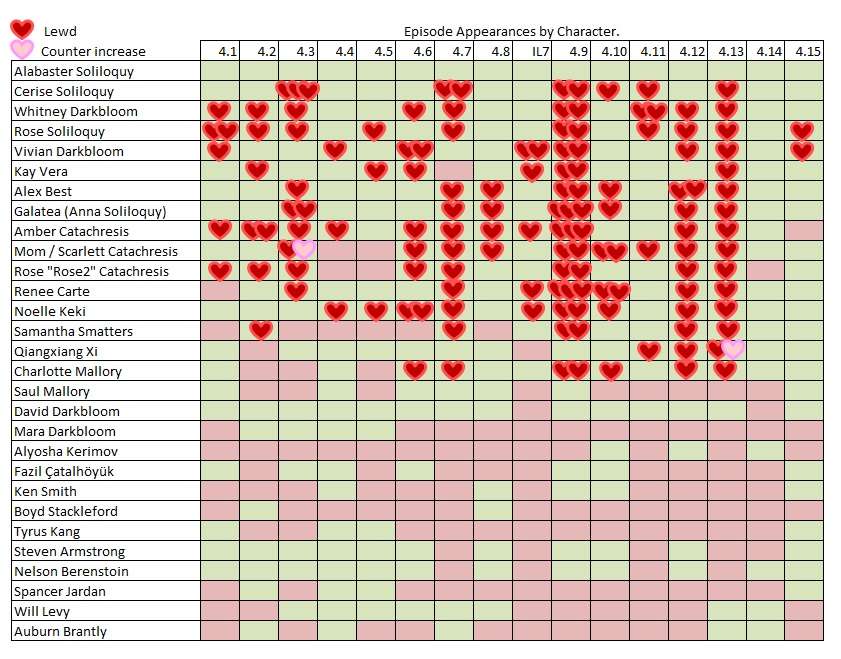 Lewd
Episode Appearances by Character.
Counter increase
4.1 4.2 4.3 4.4 4.5 4.6 4.7 4.8 IL7 4.9 4.10 4.11 4.12 4.13 4.14 4.15
Alabaster Soliloquy
Cerise Soliloquy
Whitney Darkbloom
Rose Soliloquy
Vivian Darkbloom
Kay Vera
Alex Best
Galatea (Anna Soliloquy)
Amber Catachresis
Mom / Scarlett Catachresis
Rose "Rose2" Catachresis
Renee Carte
Noelle Keki
Samantha Smatters
Qiangxiang Xi
Charlotte Mallory
Saul Mallory
David Darkbloom
Mara Darkbloom
Alyosha Kerimov
Fazil Çatalhöyük
Ken Smith
Boyd Stackleford
Tyrus Kang
Steven Armstrong
Nelson Berenstoin
Spencer Jardan
Will Levy
Auburn Brantly